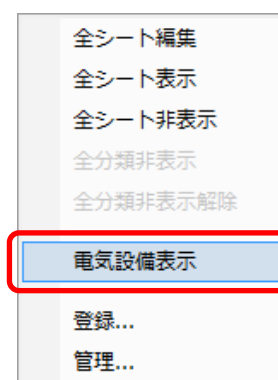 全シート編集
全シート表示
全シート非表示
全分類非表示
全分類非表示解除
電気設備表示
登録...
管理...